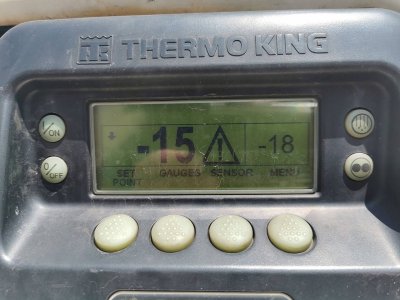 THERMO KING
I/ON
-15
-18
SET POINT GAUGES SENSOR MENU
O/OFF